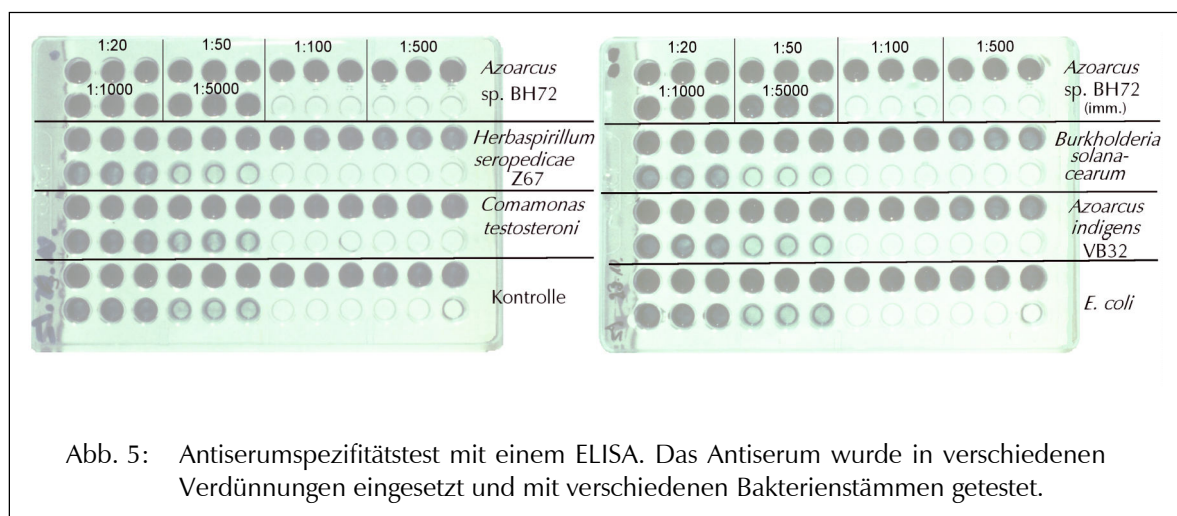 1:20 1:50 1:100 1:500
1:1000 1:5000
Azoarcus
sp. BH72
Herbaspirillum
seropedicae
Z67
Comamonas
testosteroni
Kontrolle
1:20 1:50 1:100 1:500
1:1000 1:5000
Azoarcus
sp. BH72
(imm.)
Burkholderia
solana-
cearum
Azoarcus
indigens
VB32
E. coli
Abb. 5: Antiserumspezifitätstest mit einem ELISA. Das Antiserum wurde in verschiedenen
Verdünnungen eingesetzt und mit verschiedenen Bakterienstämmen getestet.